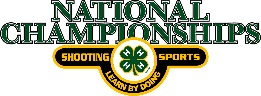 NATIONAL
CHAMPIONSHIPS
SHOOTING SPORTS
LEARN BY DOING